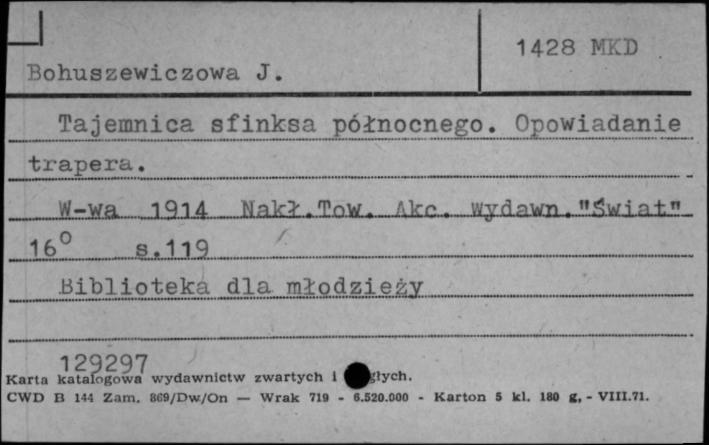 1428 MKD
Bohuszewiczowa J.
Tajemnica sfinksa północnego. Opowiadanie
trapera.
W-wa 1914 Nakł.Tow. Akc. Wydawn."Świat"
16° s.119
Biblioteka dla młodzieży
129297
Karta katalogowa wydawnictw zwartych i
CWD B 144 Zam. 869/Dw/On — Wrak 719 - 6.520.000 - Karton 5 kl. 180 g, - VIII.71.